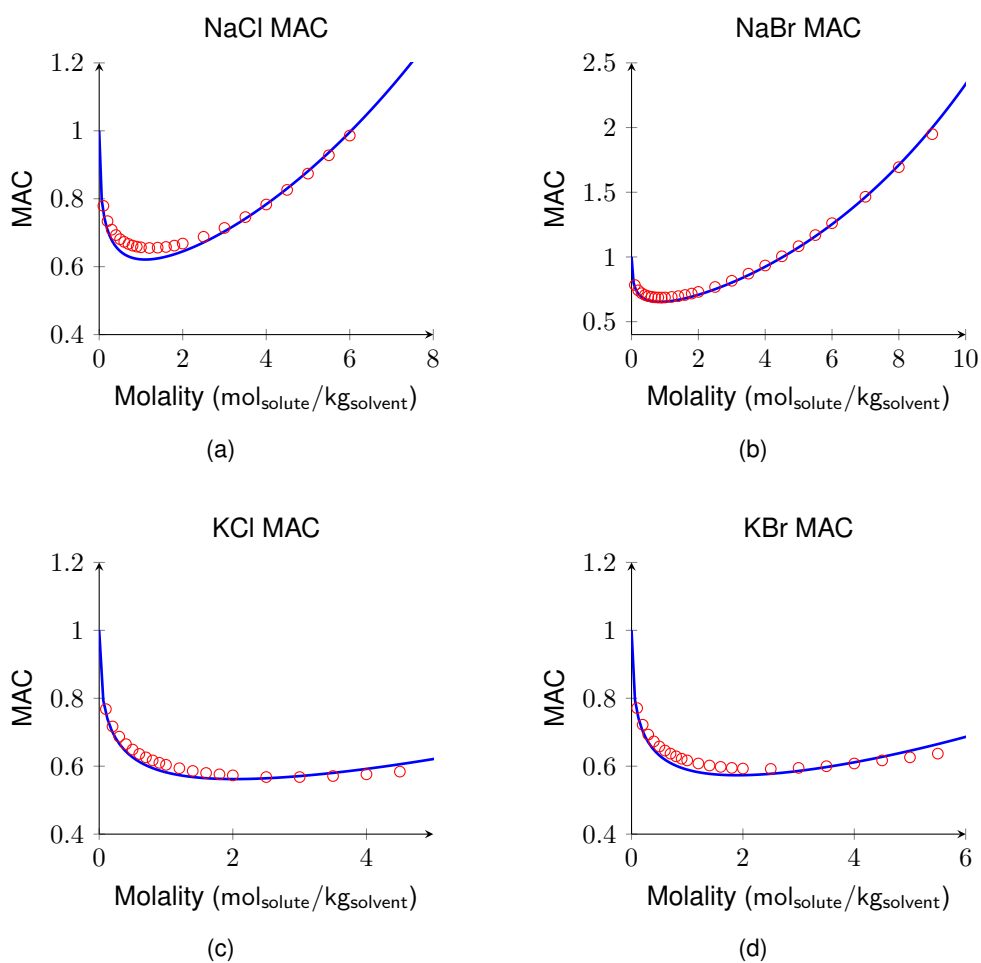 NaCl MAC
1.2
1
0.8
0.6
0.4
MAC
0 2 4 6 8
Molality (mol_solute/kg_solvent)
(a)
NaBr MAC
2.5
2
1.5
1
0.5
MAC
0 2 4 6 8 10
Molality (mol_solute/kg_solvent)
(b)
KCl MAC
1.2
1
0.8
0.6
0.4
MAC
0 2 4
Molality (mol_solute/kg_solvent)
(c)
KBr MAC
1.2
1
0.8
0.6
0.4
MAC
0 2 4 6
Molality (mol_solute/kg_solvent)
(d)